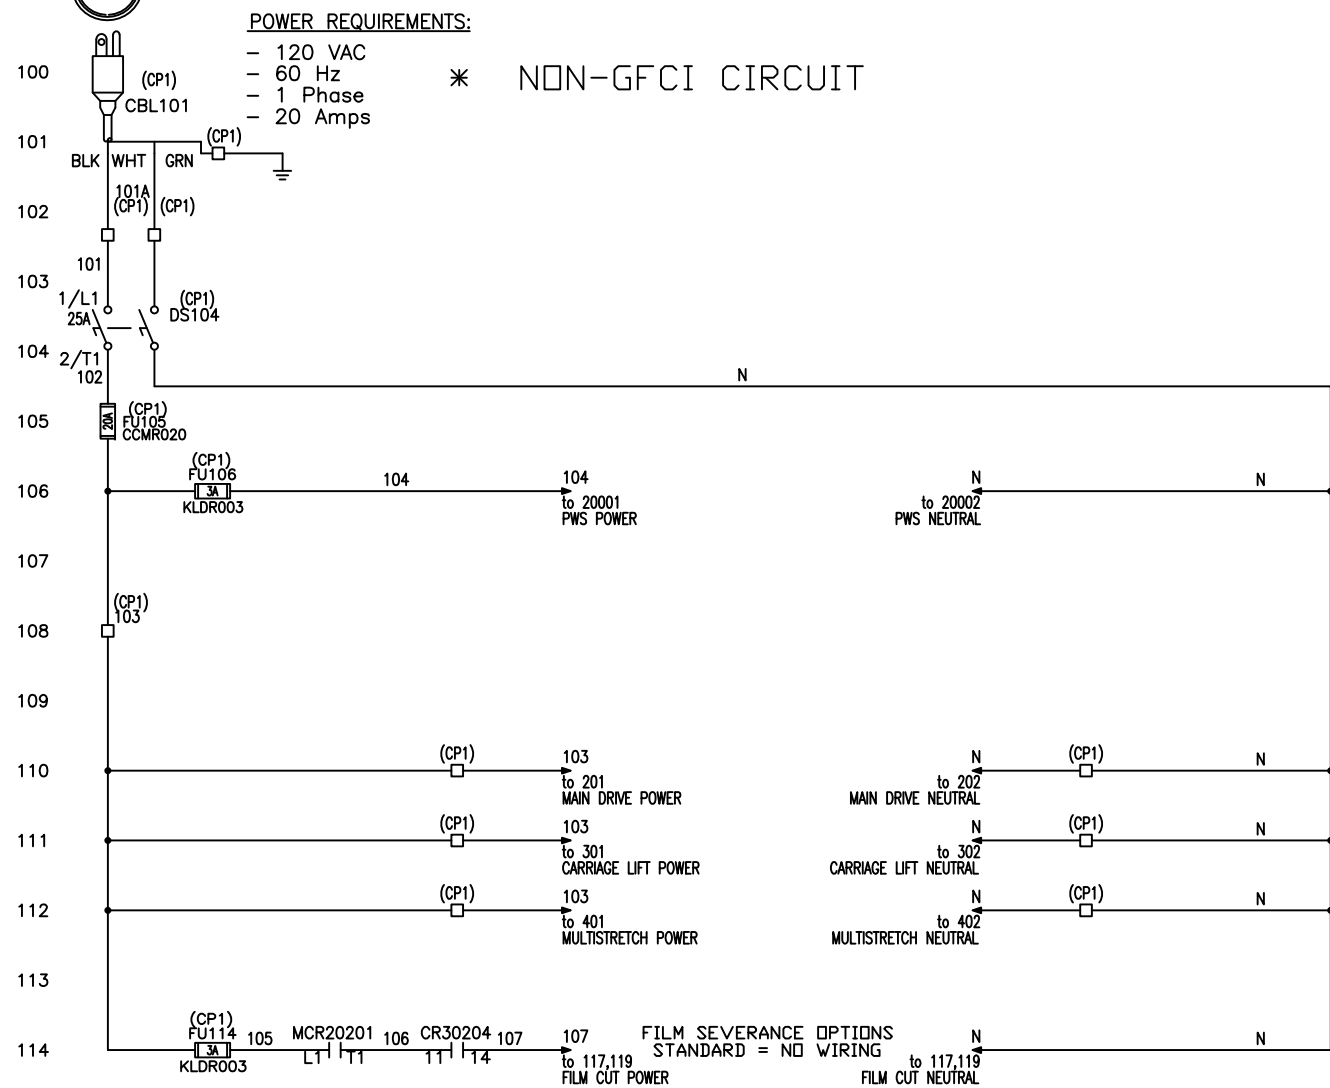 POWER REQUIREMENTS:
- 120 VAC
- 60 Hz
- 1 Phase
- 20 Amps
* NON-GFCI CIRCUIT
100
(CP1)
CBL101
101
(CP1)
BLK WHT GRN
101A
102
(CP1) (CP1)
101
103
1/L1
(CP1)
25A
DS104
104
2/T1
102
N
105
20A
(CP1)
FU105
CCMR020
(CP1)
FU106
106
3A
KLDR003
104
104
to 20001
PWS POWER
N
to 20002
PWS NEUTRAL
N
107
(CP1)
103
108
109
110
(CP1)
103
to 201
MAIN DRIVE POWER
N
to 202
MAIN DRIVE NEUTRAL
(CP1)
N
111
(CP1)
103
to 301
CARRIAGE LIFT POWER
N
to 302
CARRIAGE LIFT NEUTRAL
(CP1)
N
112
(CP1)
103
to 401
MULTISTRETCH POWER
N
to 402
MULTISTRETCH NEUTRAL
(CP1)
N
113
(CP1)
FU114
114
3A
KLDR003
105
MCR20201
L1 T1
106
CR30204
11 14
107
107
to 117,119
FILM CUT POWER
FILM SEVERANCE OPTIONS
STANDARD = NO WIRING
N
to 117,119
FILM CUT NEUTRAL
N